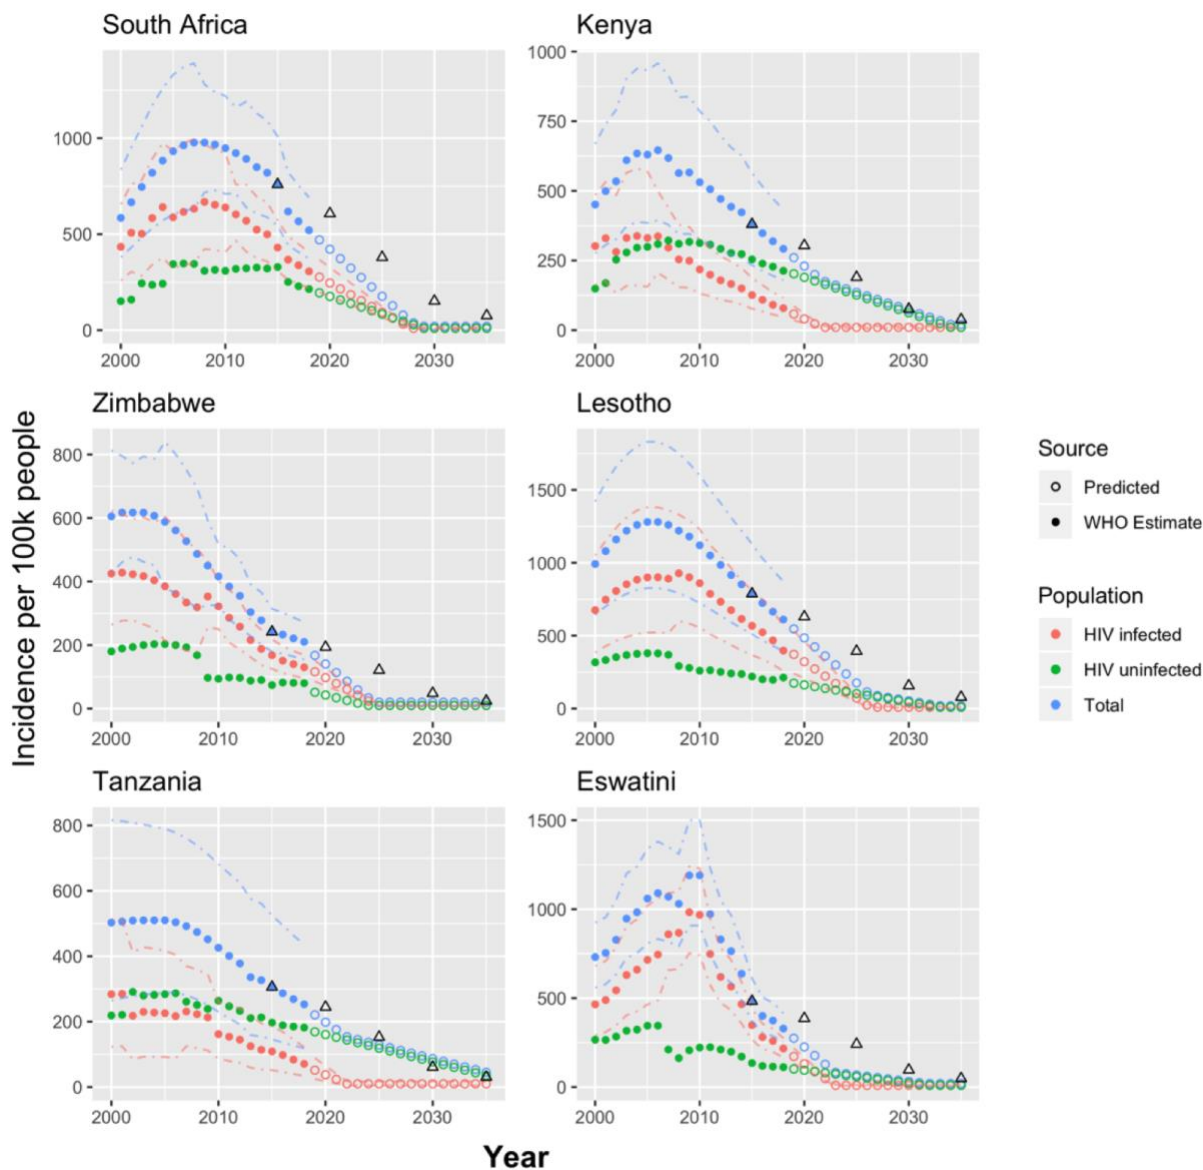 South Africa
Kenya
1000
500
0
2000 2010 2020 2030
1000
750
500
250
0
2000 2010 2020 2030
Zimbabwe
Lesotho
800
600
400
200
0
2000 2010 2020 2030
1500
1000
500
0
2000 2010 2020 2030
Tanzania
Eswatini
800
600
400
200
0
2000 2010 2020 2030
1500
1000
500
0
2000 2010 2020 2030
Incidence per 100k people
Year
Source
Predicted
WHO Estimate
Population
HIV infected
HIV uninfected
Total